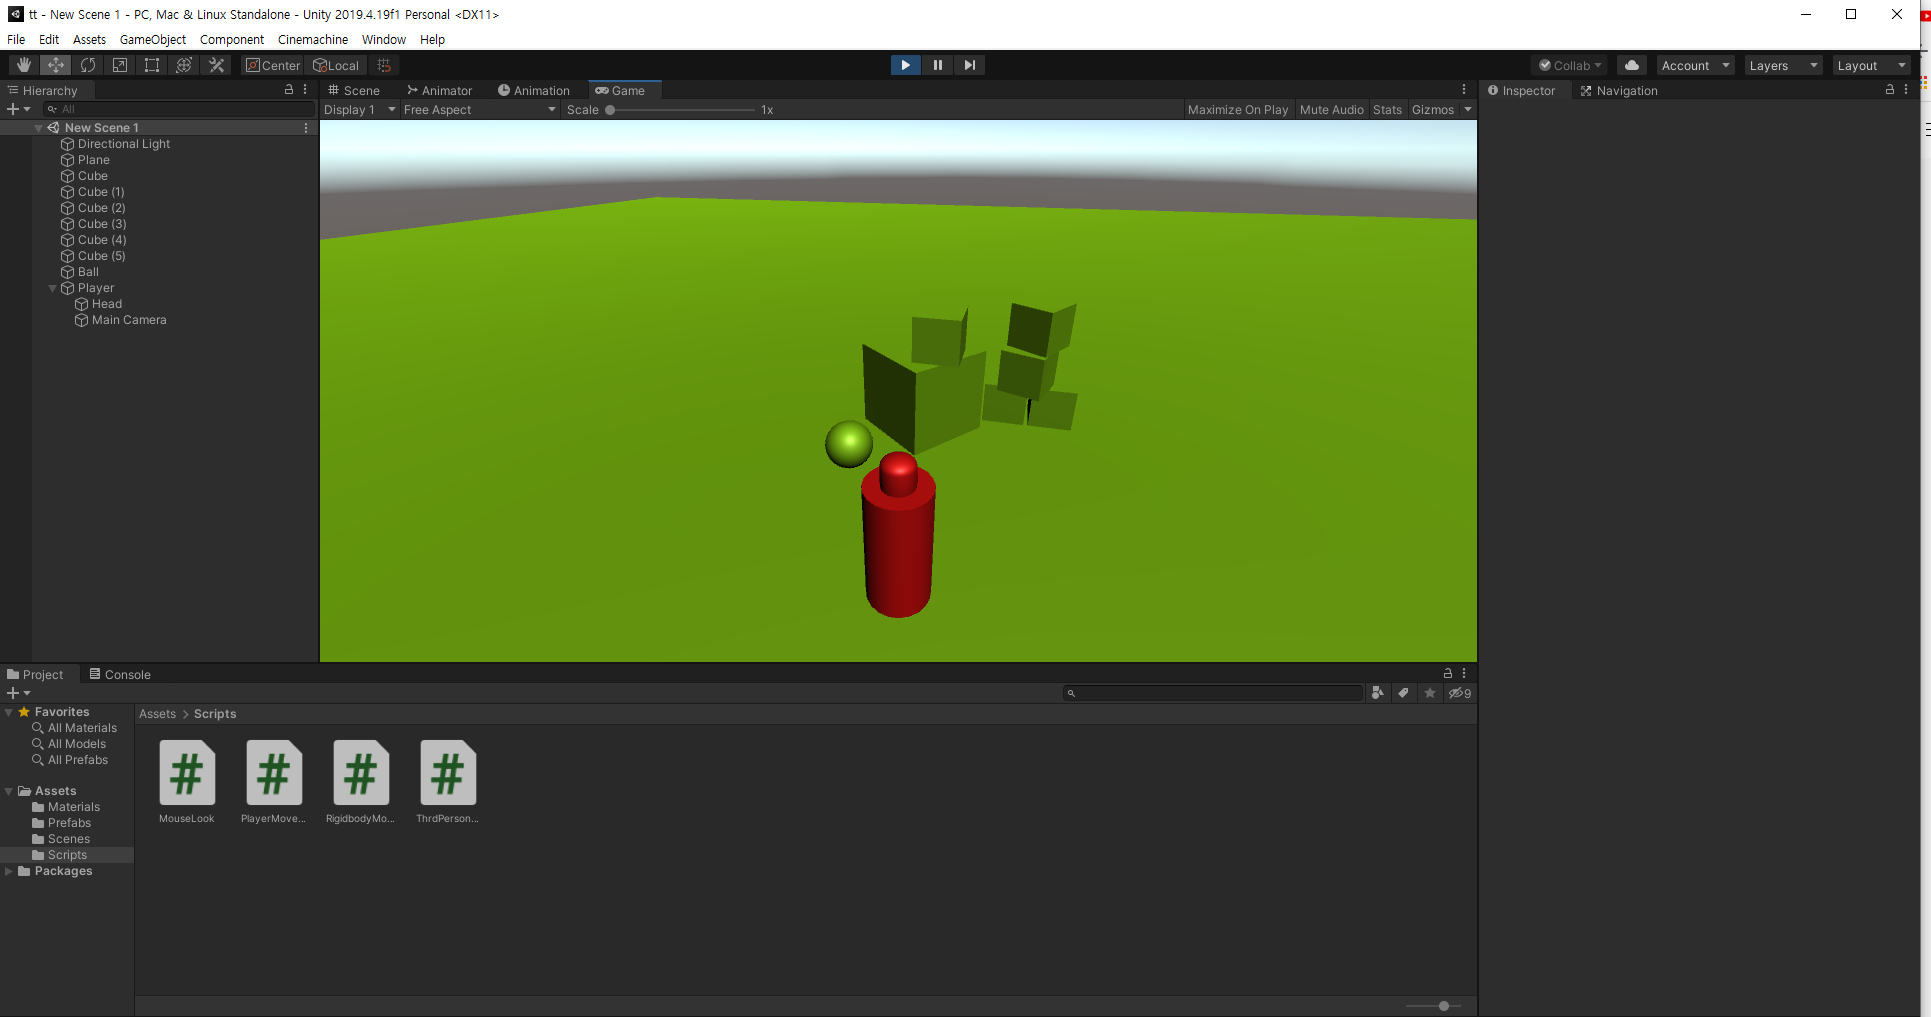 tt - New Scene 1 - PC, Mac & Linux Standalone - Unity 2019.4.19f1 Personal <DX11>
File Edit Assets GameObject Component Cinemachine Window Help
Center Local Collab Account Layers Layout
Hierarchy
All
New Scene 1
Directional Light
Plane
Cube
Cube (1)
Cube (2)
Cube (3)
Cube (4)
Cube (5)
Ball
Player
Head
Main Camera
Scene Animator Animation Game
Display 1 Free Aspect Scale 1x Maximize On Play Mute Audio Stats Gizmos
Inspector Navigation
Project Console
9
Favorites
All Materials
All Models
All Prefabs
Assets
Materials
Prefabs
Scenes
Scripts
Packages
Assets > Scripts
MouseLook PlayerMove... RigidbodyMo... ThrdPerson...